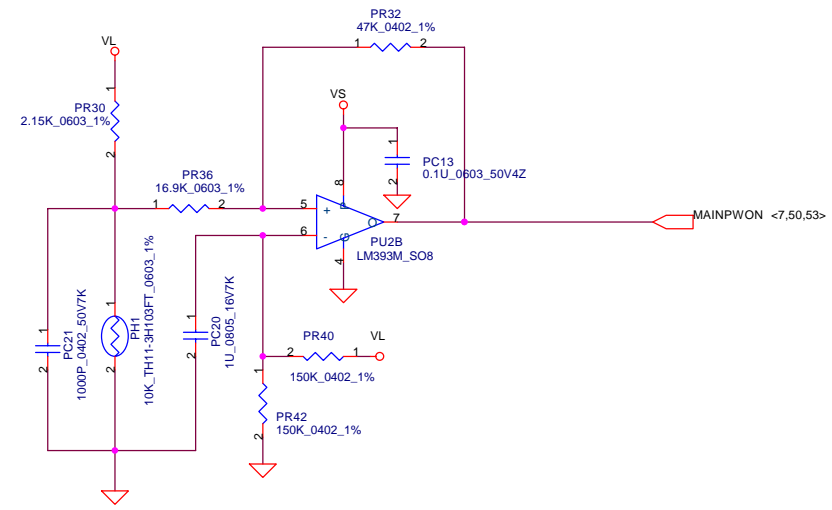 PR32
47K_0402_1%
1
2
VL
VS
1
PR30
2.15K_0603_1%
2
1
PC13
0.1U_0603_50V4Z
2
PR36
16.9K_0603_1%
1
2
8
5
+
P
O
7
MAINPWON <7,50,53>
6
-
G
PU2B
LM393M_SO8
4
1
PC21
1000P_0402_50V7K
2
1
PH1
10K_TH11-3H103FT_0603_1%
2
1
PC20
1U_0805_16V7K
2
PR40
VL
2
1
150K_0402_1%
1
PR42
150K_0402_1%
2